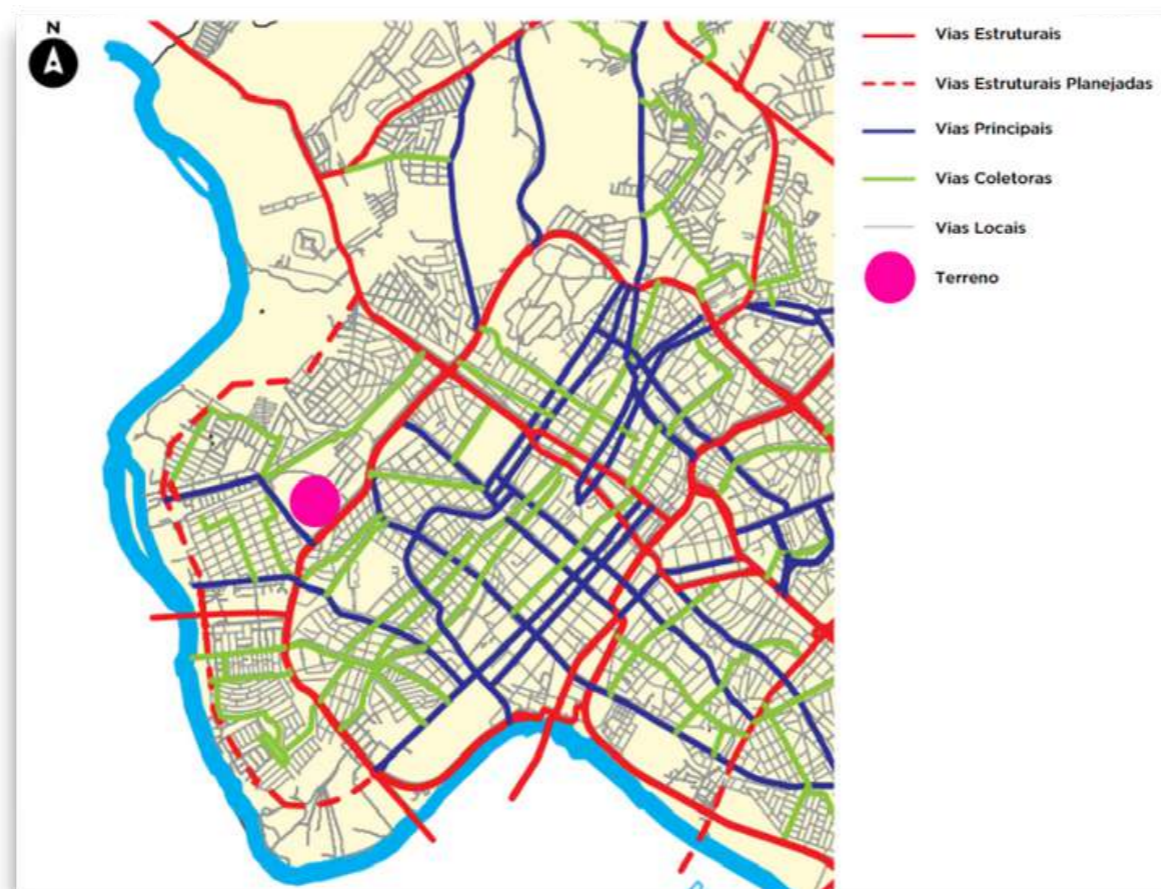 N
Vias Estruturais
Vias Estruturais Planejadas
Vias Principais
Vias Coletoras
Vias Locais
Terreno